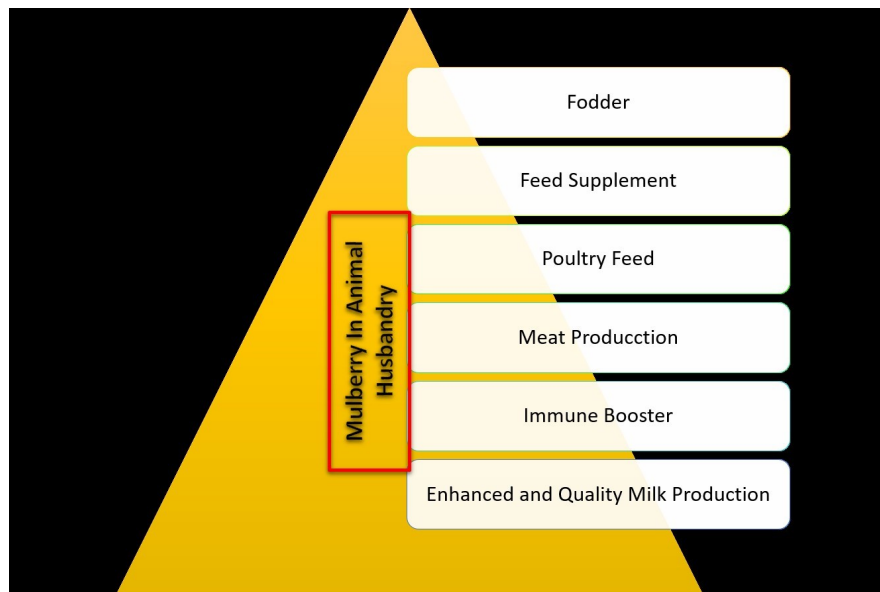 Fodder
Feed Supplement
Poultry Feed
Meat Producction
Immune Booster
Enhanced and Quality Milk Production
Mulberry In Animal
Husbandry